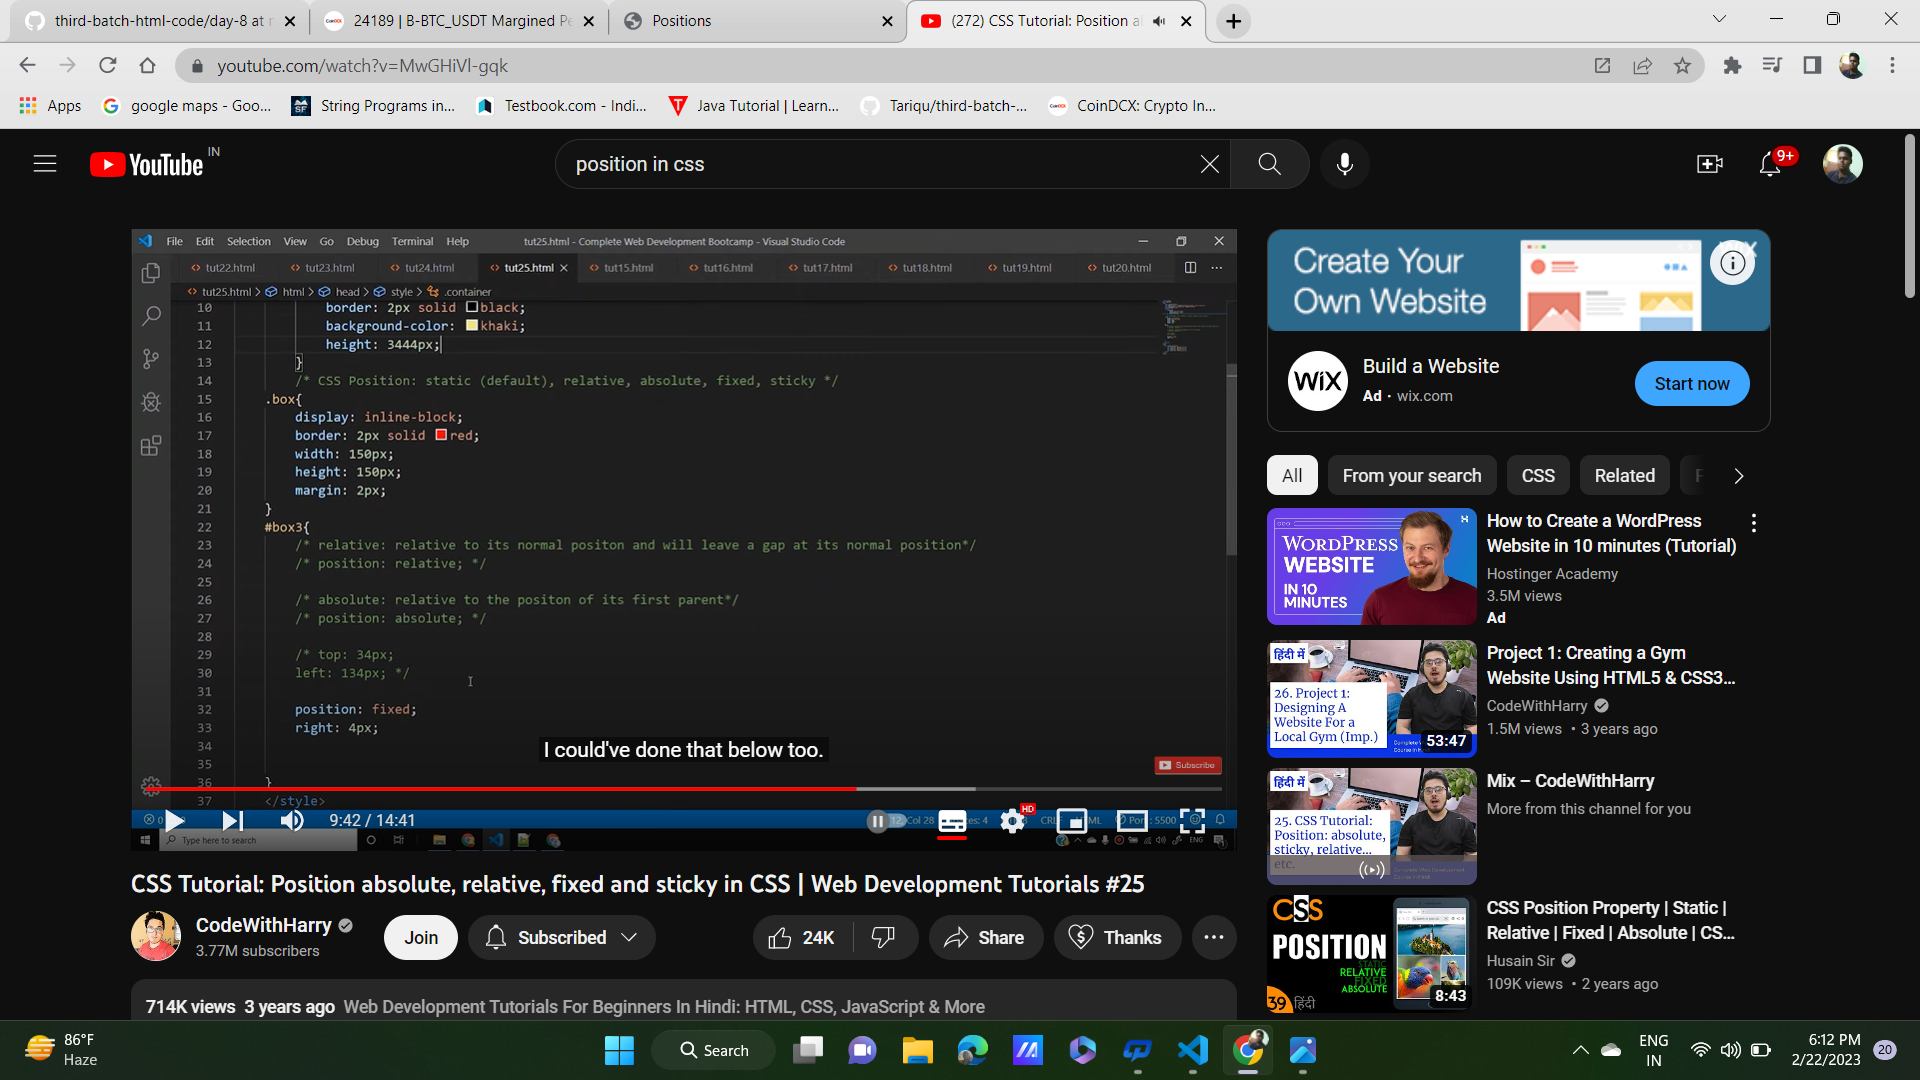 third-batch-html-code/day-8 at r
24189 | B-BTC_USDT Margined Pe
Positions
(272) CSS Tutorial: Position a
youtube.com/watch?v=MwGHiVl-gqk
Apps
google maps - Goo...
String Programs in...
Testbook.com - Indi...
Java Tutorial | Learn...
Tariqu/third-batch-...
CoinDCX: Crypto In...
YouTube IN
position in css
9+
File Edit Selection View Go Debug Terminal Help
tut25.html - Complete Web Development Bootcamp - Visual Studio Code
tut22.html tut23.html tut24.html tut25.html tut15.html tut16.html tut17.html tut18.html tut19.html tut20.html
tut25.html > html > head > style > .container
10 border: 2px solid black;
11 background-color: khaki;
12 height: 3444px;
13 }
14 /* CSS Position: static (default), relative, absolute, fixed, sticky */
15 .box{
16 display: inline-block;
17 border: 2px solid red;
18 width: 150px;
19 height: 150px;
20 margin: 2px;
21 }
22 #box3{
23 /* relative: relative to its normal positon and will leave a gap at its normal position*/
24 /* position: relative; */
25
26 /* absolute: relative to the positon of its first parent*/
27 /* position: absolute; */
28
29 /* top: 34px;
30 left: 134px; */
31
32 position: fixed;
33 right: 4px;
34
35
36 }
37 </style>
I could've done that below too.
Subscribe
9:42 / 14:41
HD
Type here to search
ENG
CSS Tutorial: Position absolute, relative, fixed and sticky in CSS | Web Development Tutorials #25
CodeWithHarry
3.77M subscribers
Join
Subscribed
24K
Share
Thanks
714K views 3 years ago Web Development Tutorials For Beginners In Hindi: HTML, CSS, JavaScript & More
Create Your
Own Website
WiX
Build a Website
Ad · wix.com
Start now
All
From your search
CSS
Related
WORDPRESS
WEBSITE
IN 10
MINUTES
How to Create a WordPress
Website in 10 minutes (Tutorial)
Hostinger Academy
3.5M views
Ad
हिंदी में
26. Project 1:
Designing A
Website For a
Local Gym (Imp.)
53:47
Project 1: Creating a Gym
Website Using HTML5 & CSS3...
CodeWithHarry
1.5M views • 3 years ago
हिंदी में
25. CSS Tutorial:
Position: absolute,
sticky, relative...
etc.
Mix – CodeWithHarry
More from this channel for you
CSS
POSITION
STATIC
RELATIVE
FIXED
ABSOLUTE
39 हिंदी
8:43
CSS Position Property | Static |
Relative | Fixed | Absolute | CS...
Husain Sir
109K views • 2 years ago
86°F
Haze
Search
ENG
IN
6:12 PM
2/22/2023
20